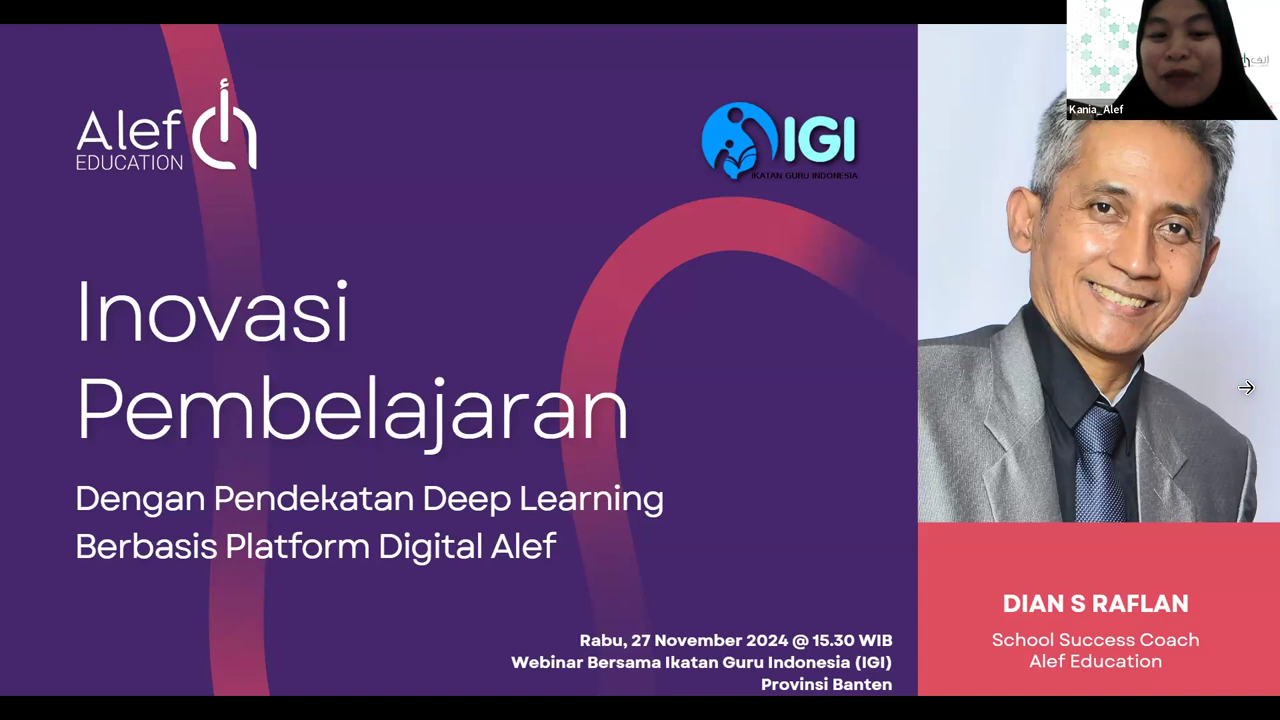 Kania_Alef
Alef
EDUCATION
IGI
IKATAN GURU INDONESIA
Inovasi
Pembelajaran
Dengan Pendekatan Deep Learning
Berbasis Platform Digital Alef
Rabu, 27 November 2024 @ 15.30 WIB
Webinar Bersama Ikatan Guru Indonesia (IGI)
Provinsi Banten
DIAN S RAFLAN
School Success Coach
Alef Education